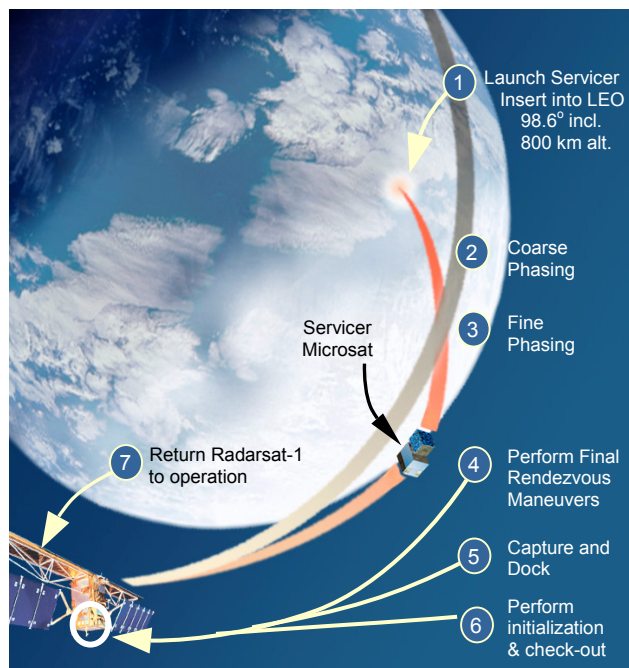 1
Launch Servicer
Insert into LEO
98.6° incl.
800 km alt.
2
Coarse
Phasing
3
Fine
Phasing
Servicer
Microsat
7
Return Radarsat-1
to operation
4
Perform Final
Rendezvous
Maneuvers
5
Capture and
Dock
6
Perform
initialization
& check-out